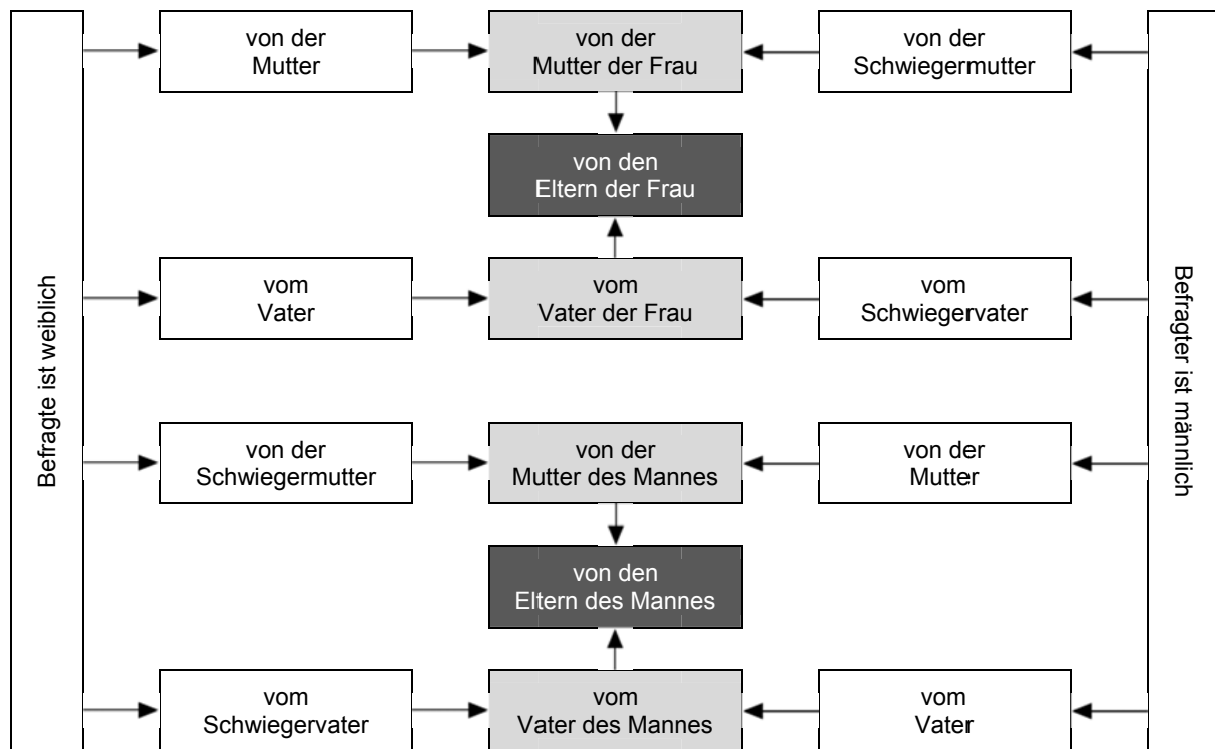 Befragte ist weiblich
von der
Mutter
von der
Mutter der Frau
von der
Schwiegermutter
Befragter ist männlich
von den
Eltern der Frau
vom
Vater
vom
Vater der Frau
vom
Schwiegervater
von der
Schwiegermutter
von der
Mutter des Mannes
von der
Mutter
von den
Eltern des Mannes
vom
Schwiegervater
vom
Vater des Mannes
vom
Vater